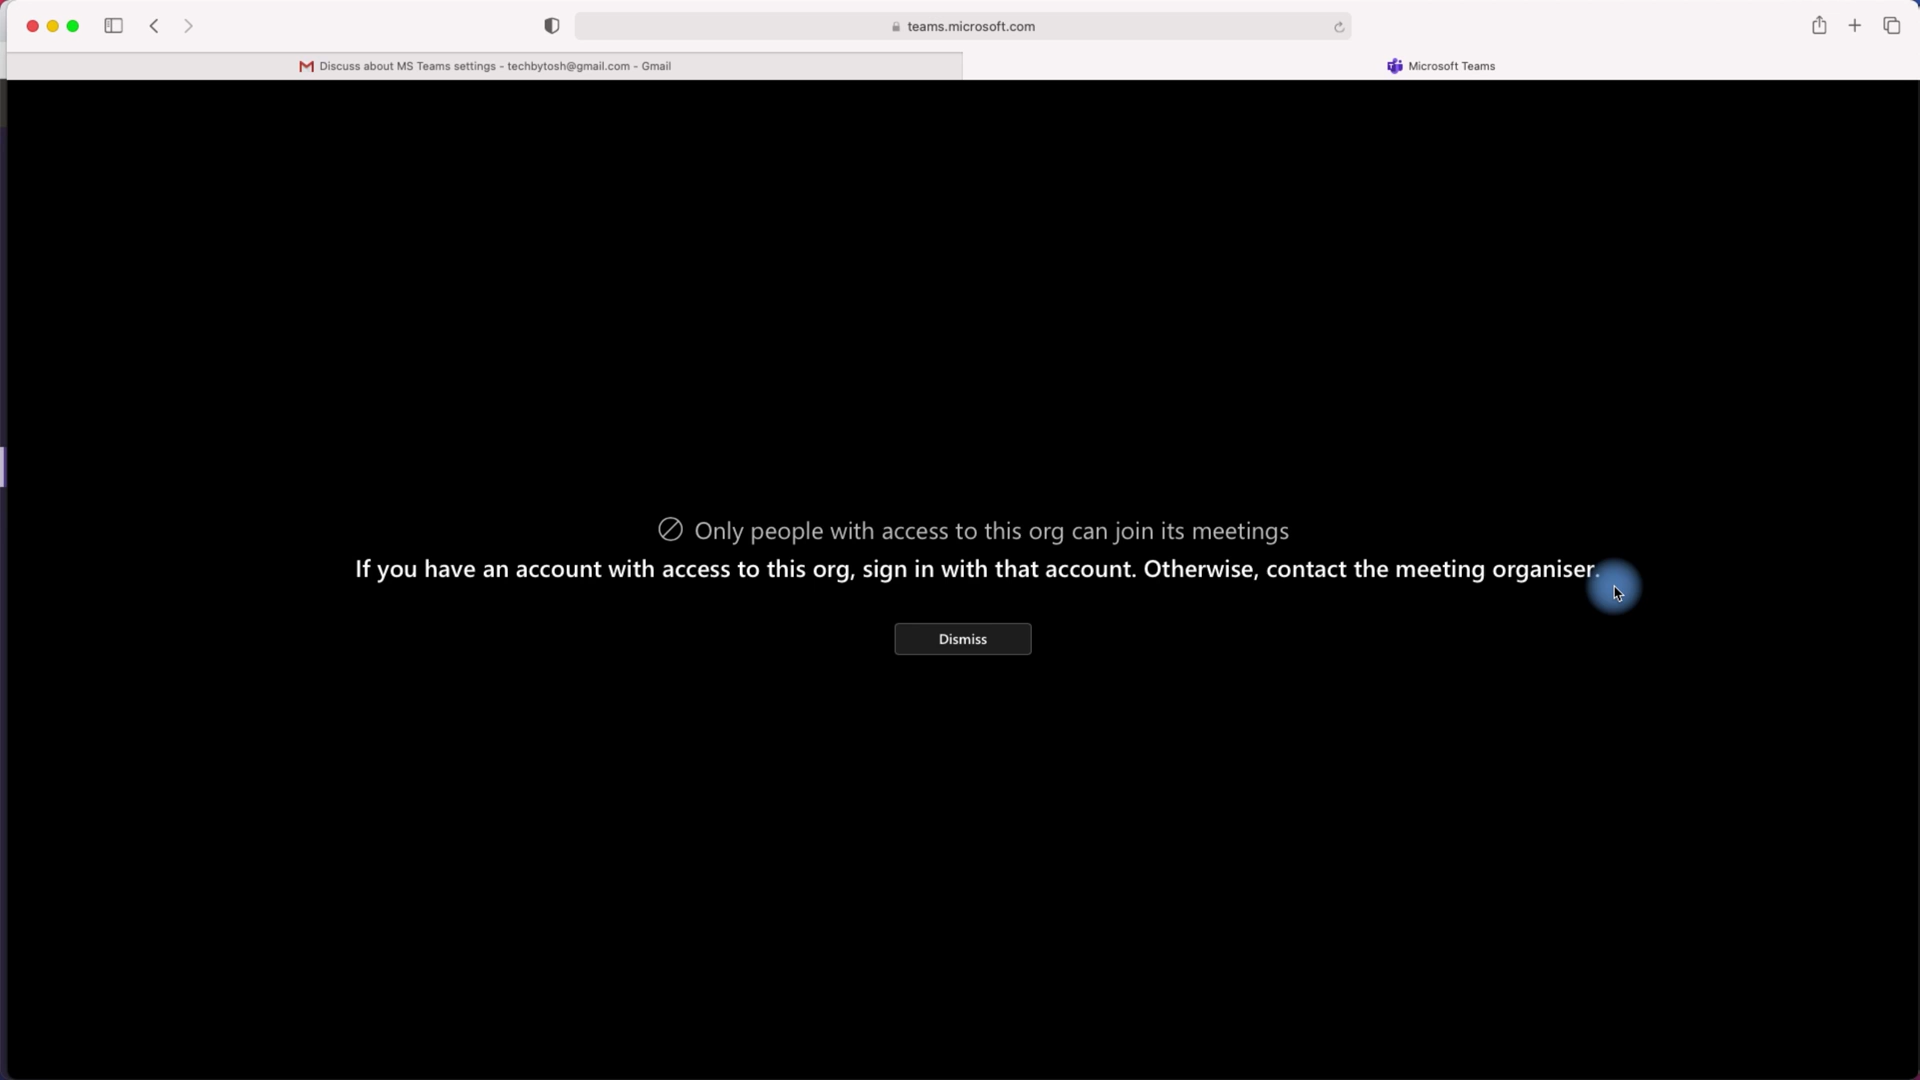 teams.microsoft.com
Discuss about MS Teams settings - techbytosh@gmail.com - Gmail
Microsoft Teams
Only people with access to this org can join its meetings
If you have an account with access to this org, sign in with that account. Otherwise, contact the meeting organiser.
Dismiss